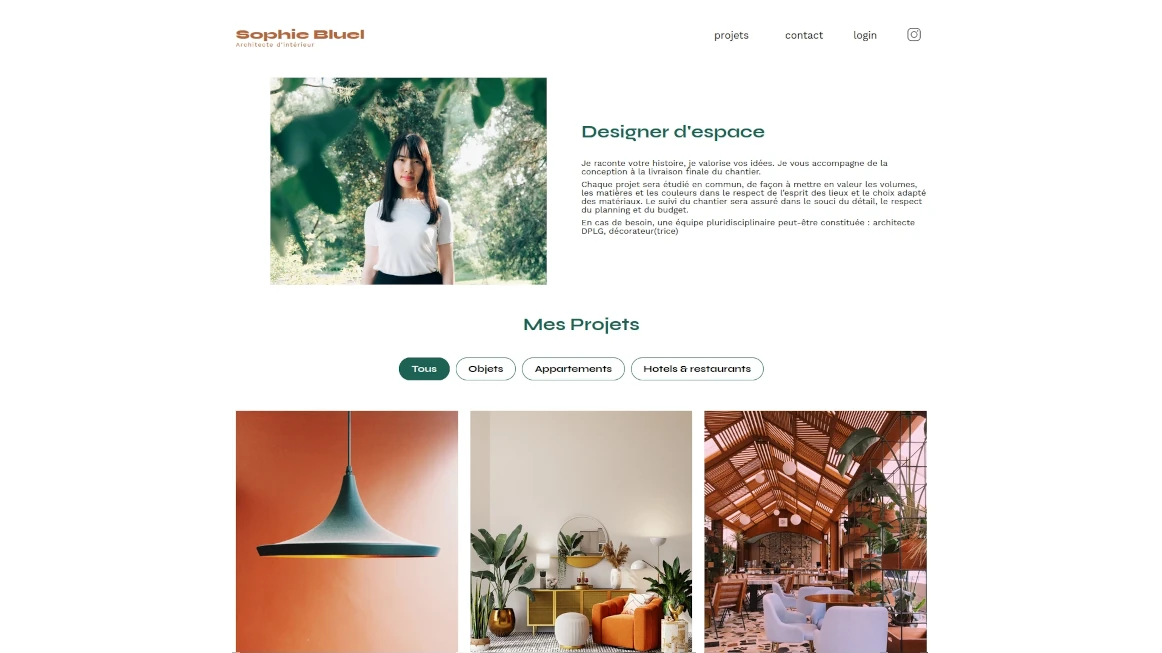 Sophie Bluel
Architecte d'intérieur
projets
contact
login
Designer d'espace
Je raconte votre histoire, je valorise vos idées. Je vous accompagne de la
conception à la livraison finale du chantier.
Chaque projet sera étudié en commun, de façon à mettre en valeur les volumes,
les matières et les couleurs dans le respect de l'esprit des lieux et le choix adapté
des matériaux. Le suivi du chantier sera assuré dans le souci du détail, le respect
du planning et du budget.
En cas de besoin, une équipe pluridisciplinaire peut-être constituée : architecte
DPLG, décorateur(trice)
Mes Projets
Tous
Objets
Appartements
Hotels & restaurants